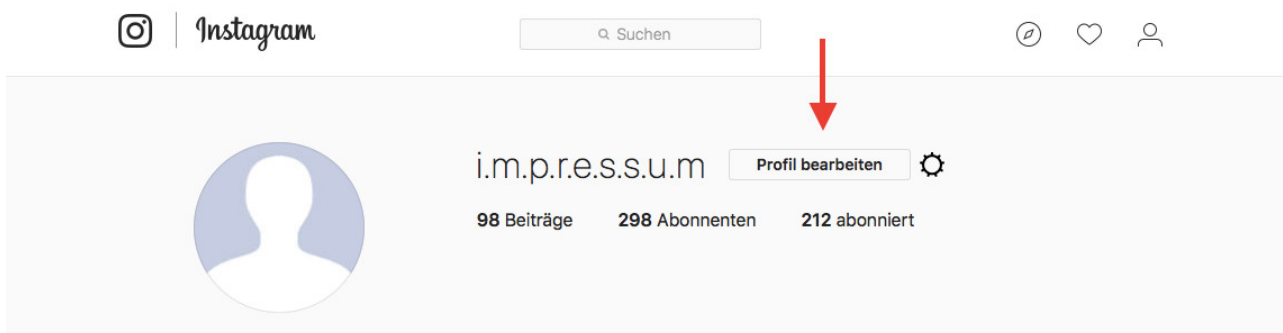 Instagram
Suchen
i.m.p.r.e.s.s.u.m Profil bearbeiten
98 Beiträge 298 Abonnenten 212 abonniert